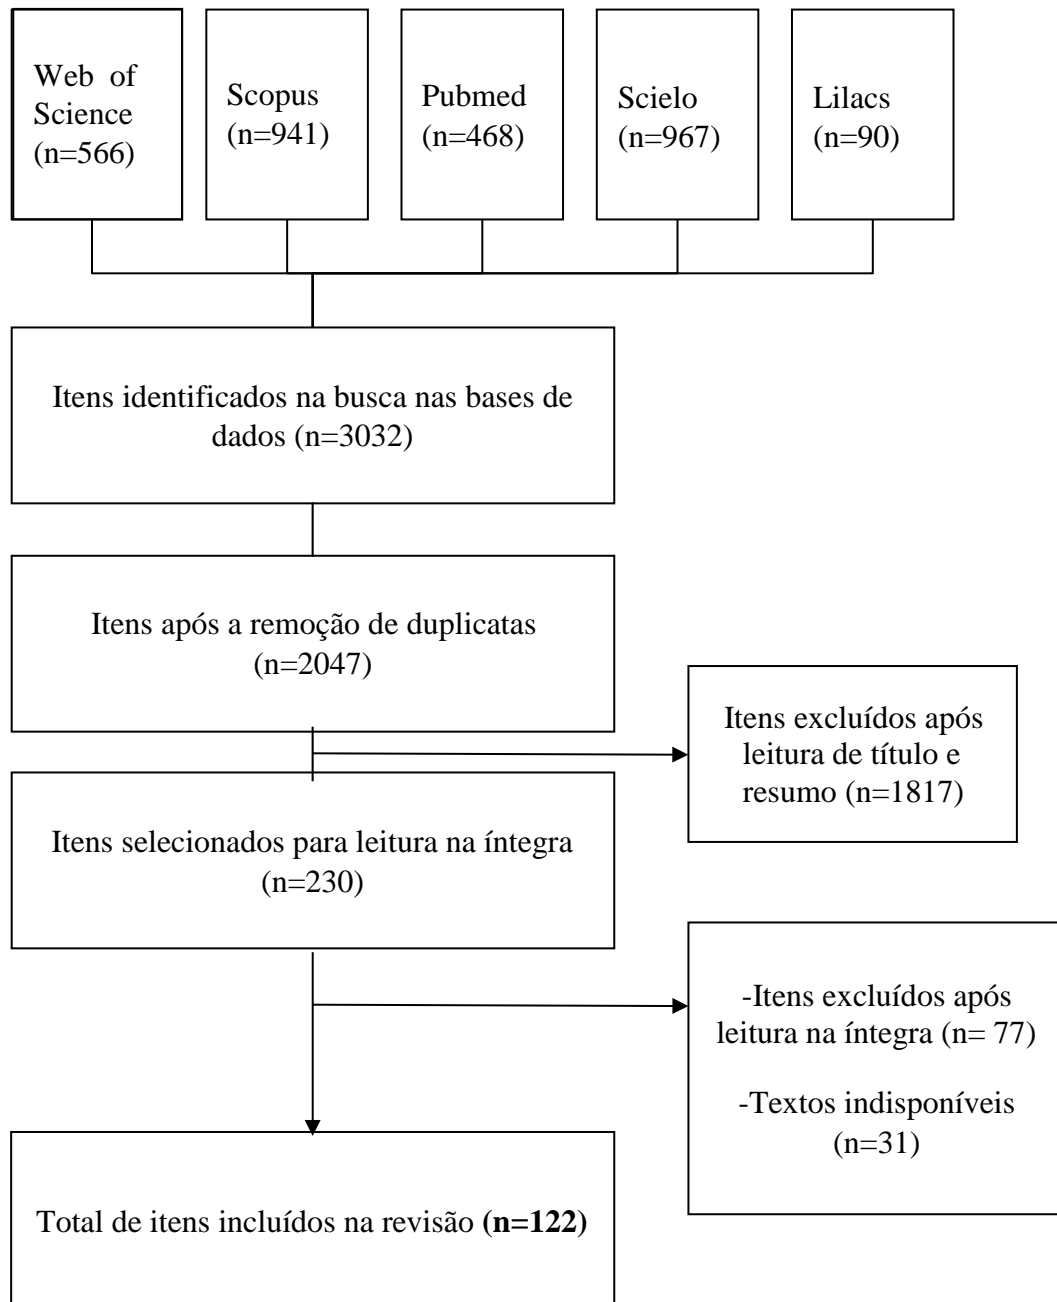 Web of
Science
(n=566)
Scopus
(n=941)
Pubmed
(n=468)
Scielo
(n=967)
Lilacs
(n=90)
Itens identificados na busca nas bases de
dados (n=3032)
Itens após a remoção de duplicatas
(n=2047)
Itens excluídos após
leitura de título e
resumo (n=1817)
Itens selecionados para leitura na íntegra
(n=230)
-Itens excluídos após
leitura na íntegra (n= 77)
-Textos indisponíveis
(n=31)
Total de itens incluídos na revisão (n=122)